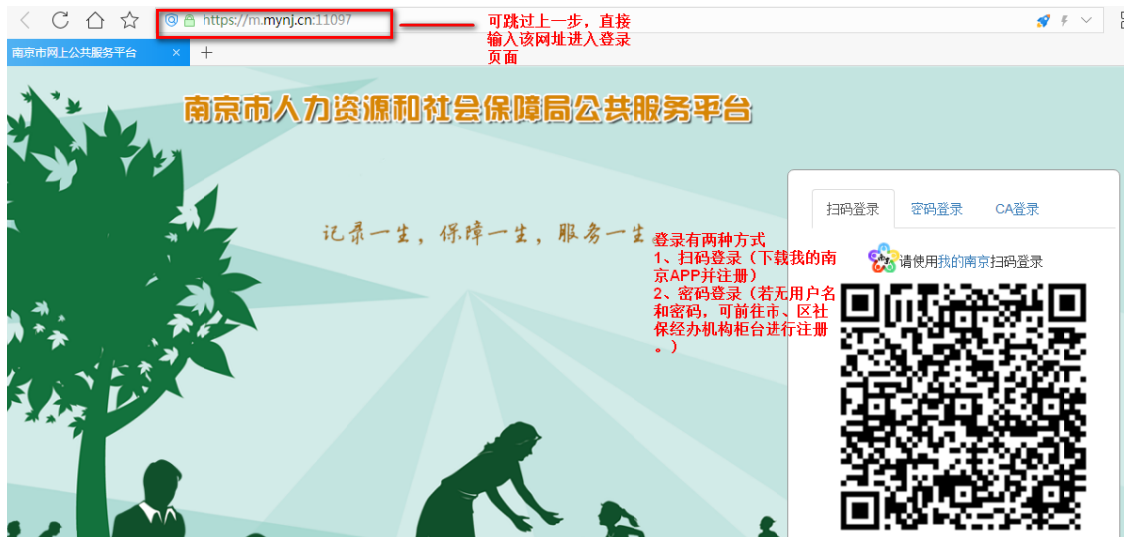 https://m.mynj.cn:11097
可跳过上一步，直接
输入该网址进入登录
页面
南京市网上公共服务平台
南京市人力资源和社会保障局公共服务平台
记录一生，保障一生，服务一生。
扫码登录 密码登录 CA登录
请使用我的南京扫码登录
登录有两种方式
1、扫码登录（下载我的南
京APP并注册）
2、密码登录（若无用户名
和密码，可前往市、区社
保经办机构柜台进行注册
。）